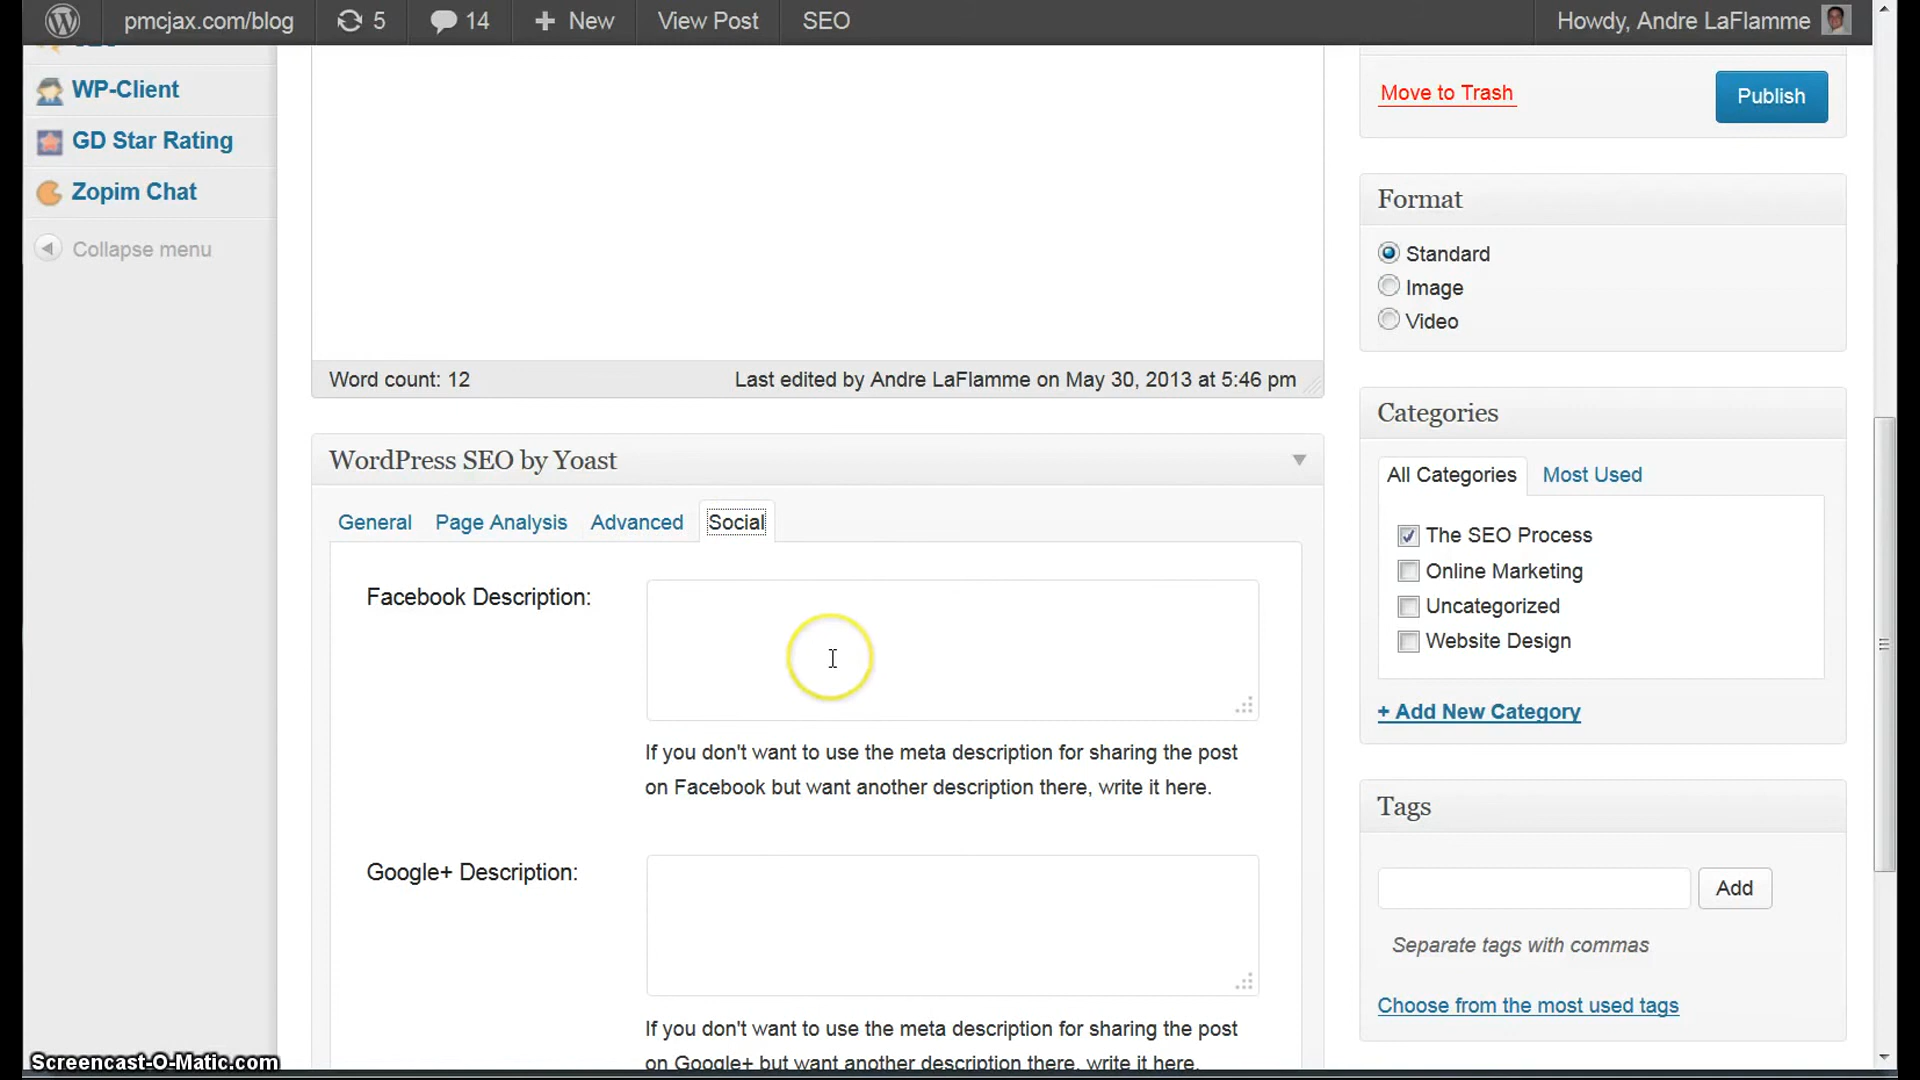 pmcjax.com/blog 5 14 + New View Post SEO Howdy, Andre LaFlamme
WP-Client
GD Star Rating
Zopim Chat
Collapse menu
Word count: 12 Last edited by Andre LaFlamme on May 30, 2013 at 5:46 pm
WordPress SEO by Yoast
General Page Analysis Advanced Social
Facebook Description:
If you don't want to use the meta description for sharing the post
on Facebook but want another description there, write it here.
Google+ Description:
If you don't want to use the meta description for sharing the post
on Google+ but want another description there, write it here.
Move to Trash Publish
Format
Standard
Image
Video
Categories
All Categories Most Used
The SEO Process
Online Marketing
Uncategorized
Website Design
+ Add New Category
Tags
Add
Separate tags with commas
Choose from the most used tags
Screencast-O-Matic.com